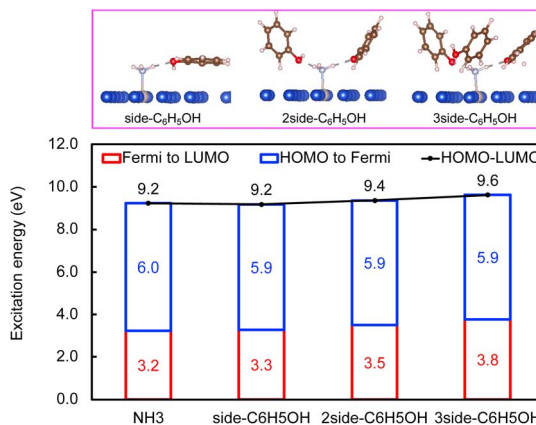 side-C₆H₅OH 2side-C₆H₅OH 3side-C₆H₅OH
Excitation energy (eV)
12.0
10.0
8.0
6.0
4.0
2.0
0.0
Fermi to LUMO HOMO to Fermi HOMO-LUMO
9.2 9.2 9.4 9.6
6.0 5.9 5.9 5.9
3.2 3.3 3.5 3.8
NH3 side-C6H5OH 2side-C6H5OH 3side-C6H5OH